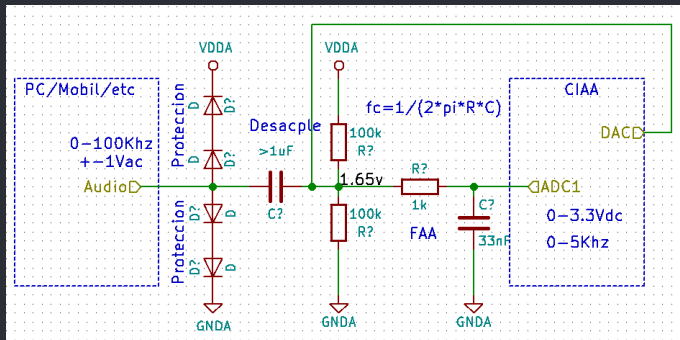 VDDA
VDDA
PC/Mobil/etc
CIAA
Proteccion
D
D?
fc=1/(2*pi*R*C)
Desacple
0-100Khz
+-1Vac
100k
R?
DAC
>1uF
D
D?
Audio
1.65v
R?
ADC1
C?
1k
C?
Proteccion
D?
D
100k
R?
0-3.3Vdc
FAA
33nF
0-5Khz
D?
D
GNDA
GNDA
GNDA